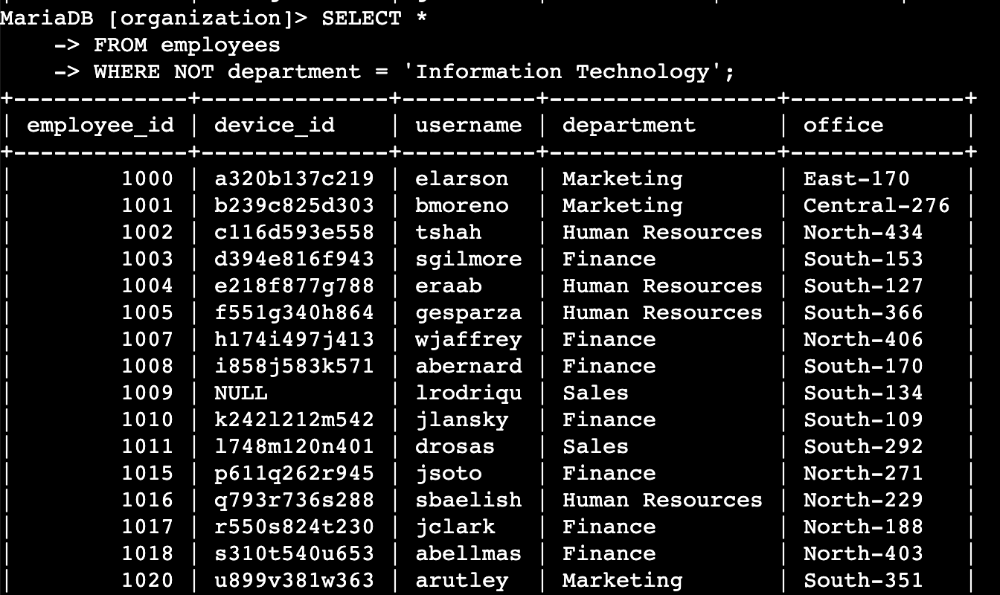 MariaDB [organization]> SELECT *
    -> FROM employees
    -> WHERE NOT department = 'Information Technology';
+-------------+--------------+----------+-----------------+-------------+
| employee_id | device_id    | username | department      | office      |
+-------------+--------------+----------+-----------------+-------------+
|        1000 | a320b137c219 | elarson  | Marketing       | East-170    |
|        1001 | b239c825d303 | bmoreno  | Marketing       | Central-276 |
|        1002 | c116d593e558 | tshah    | Human Resources | North-434   |
|        1003 | d394e816f943 | sgilmore | Finance         | South-153   |
|        1004 | e218f877g788 | eraab    | Human Resources | South-127   |
|        1005 | f551g340h864 | gesparza | Human Resources | South-366   |
|        1007 | h174i497j413 | wjaffrey | Finance         | North-406   |
|        1008 | i858j583k571 | abernard | Finance         | South-170   |
|        1009 | NULL         | lrodriqu | Sales           | South-134   |
|        1010 | k242l212m542 | jlansky  | Finance         | South-109   |
|        1011 | l748m120n401 | drosas   | Sales           | South-292   |
|        1015 | p611q262r945 | jsoto    | Finance         | North-271   |
|        1016 | q793r736s288 | sbaelish | Human Resources | North-229   |
|        1017 | r550s824t230 | jclark   | Finance         | North-188   |
|        1018 | s310t540u653 | abellmas | Finance         | North-403   |
|        1020 | u899v381w363 | arutley  | Marketing       | South-351   |